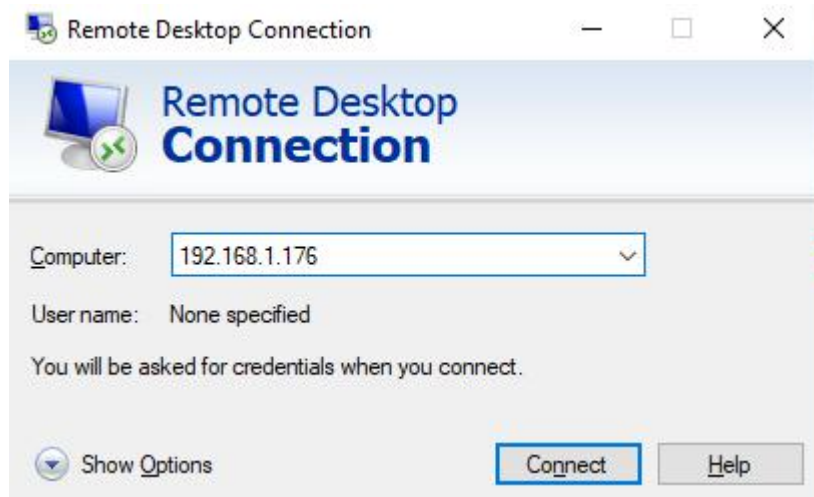 Remote Desktop Connection
Remote Desktop
Connection
Computer: 192.168.1.176
User name: None specified
You will be asked for credentials when you connect.
Show Options Connect Help